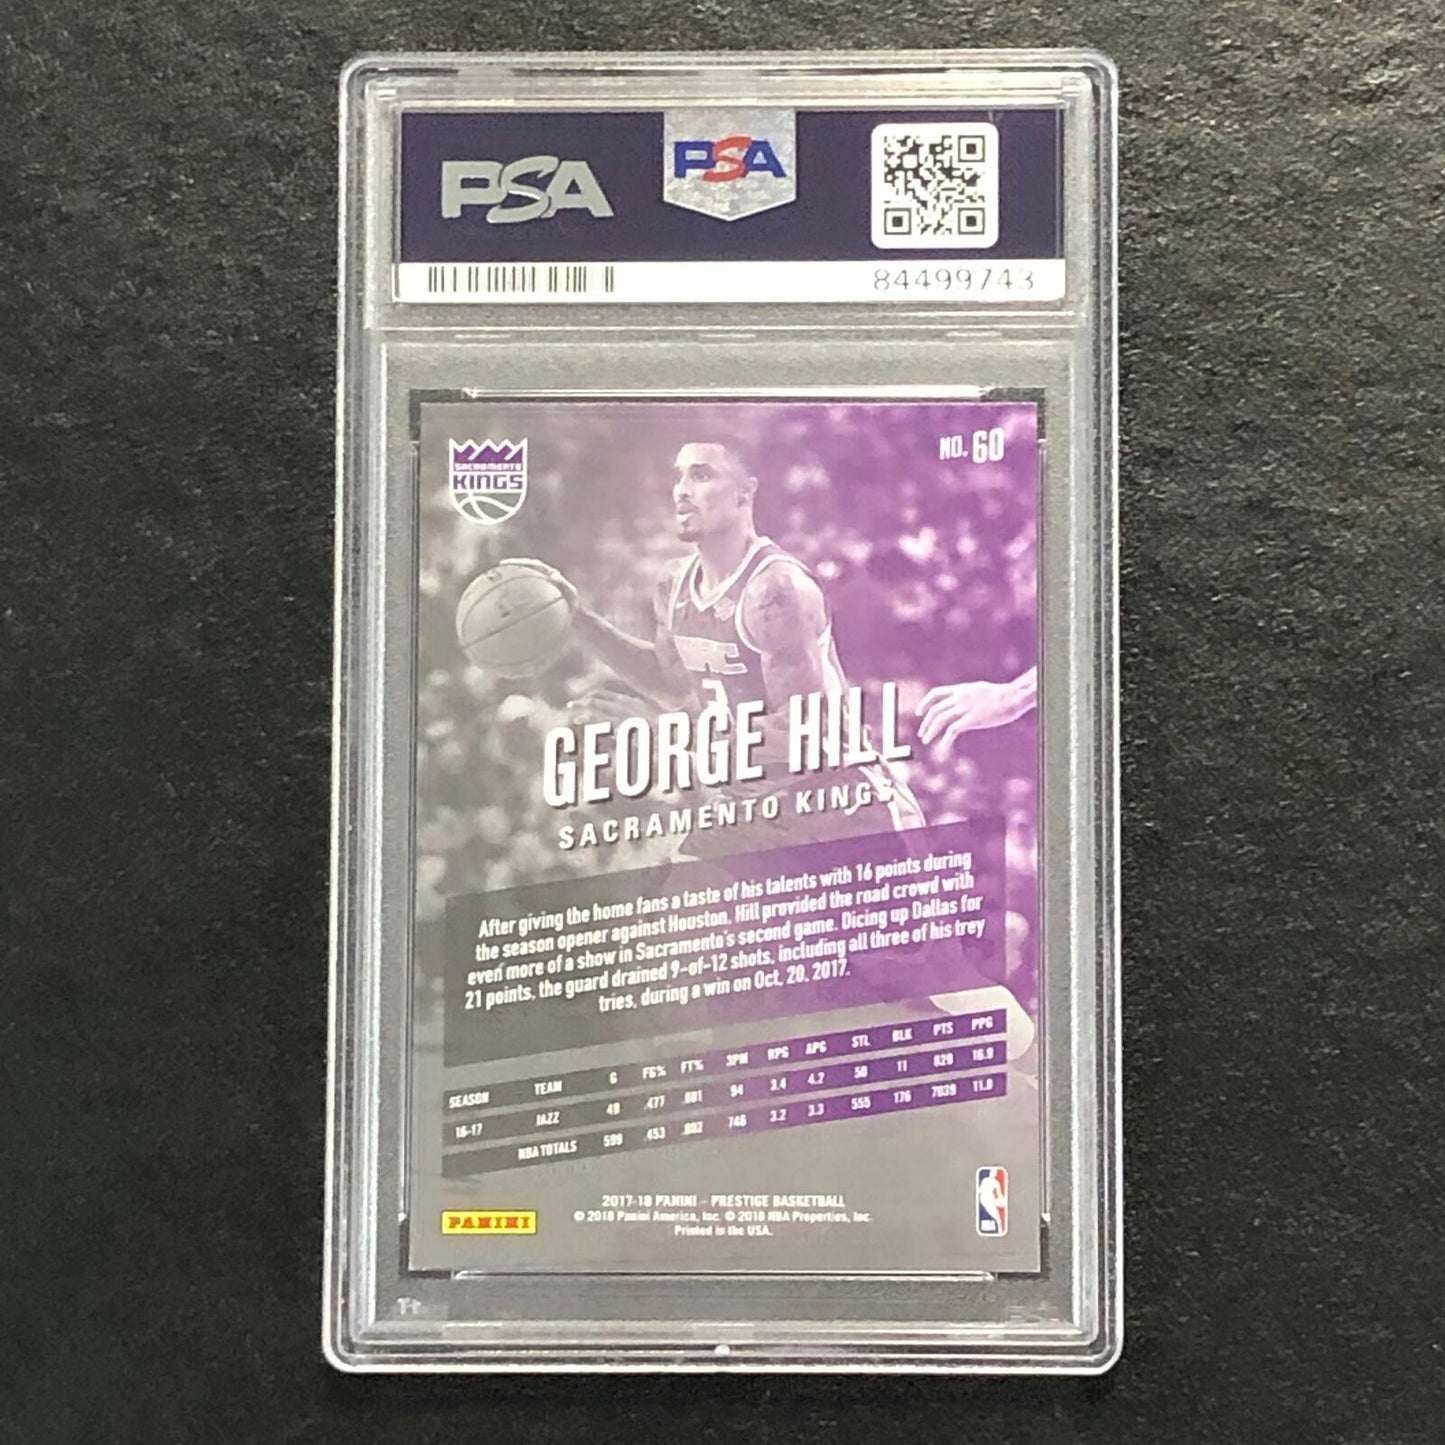 PSA
PSA
84499743
SACRAMENTO
KINGS
NO. 60
GEORGE HILL
SACRAMENTO KINGS
After giving the home fans a taste of his talents with 16 points during
the season opener against Houston, Hill provided the road crowd with
even more of a show in Sacramento's second game. Dicing up Dallas for
21 points, the guard drained 9-of-12 shots, including all three of his trey
tries, during a win on Oct. 20, 2017.
SEASON TEAM G FG% FT% 3PM RPG APG STL BLK PTS PPG
16-17 JAZZ 49 .477 .801 94 3.4 4.2 50 11 829 16.9
NBA TOTALS 599 .453 .802 746 3.2 3.3 555 176 7039 11.8
2017-18 PANINI - PRESTIGE BASKETBALL
© 2018 Panini America, Inc. © 2018 NBA Properties, Inc.
Printed in the USA.
PANINI
NBA